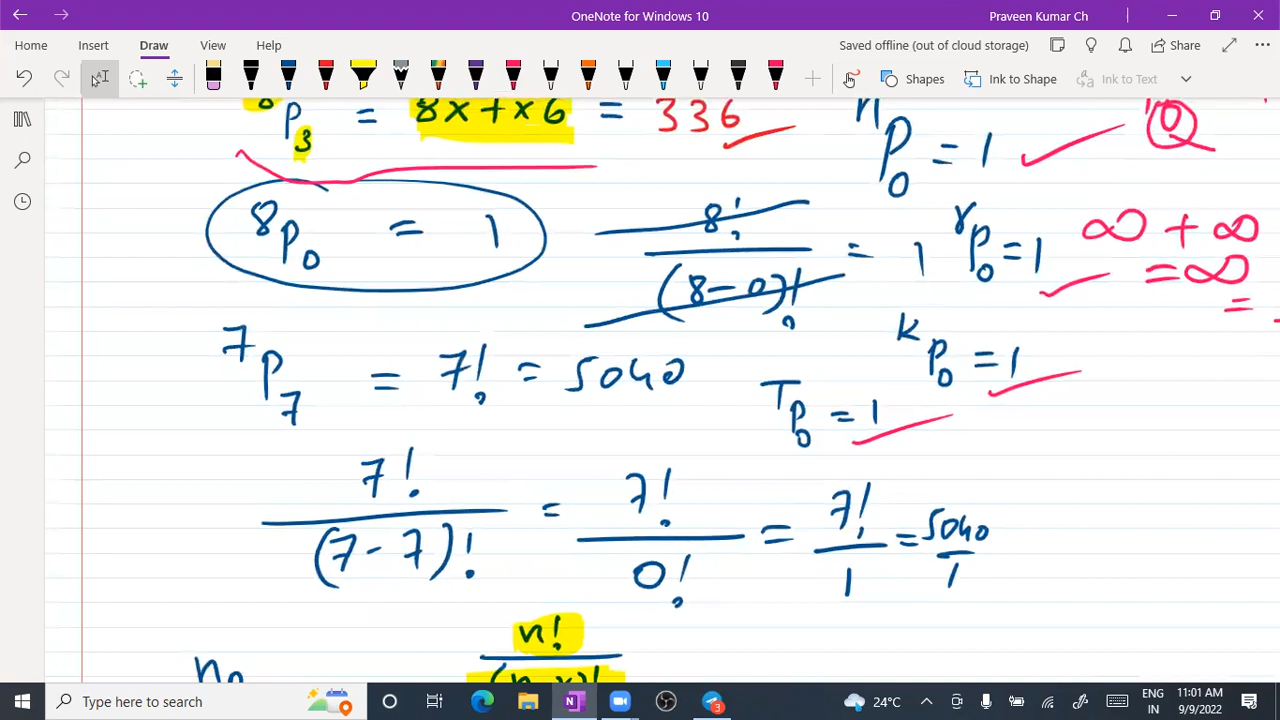 OneNote for Windows 10
Praveen Kumar Ch
Home Insert Draw View Help
Saved offline (out of cloud storage)
Share
Shapes Ink to Shape Ink to Text
8P3 = 8x7x6 = 336
nP0 = 1
8P0 = 1
8! / (8-0)! = 1
rP0 = 1
∞ + ∞
= ∞
=
7P7 = 7! = 5040
kP0 = 1
TP0 = 1
7! / (7-7)! = 7! / 0! = 7! / 1 = 5040 / 1
n!
Type here to search
3
24°C
ENG
IN
11:01 AM
9/9/2022